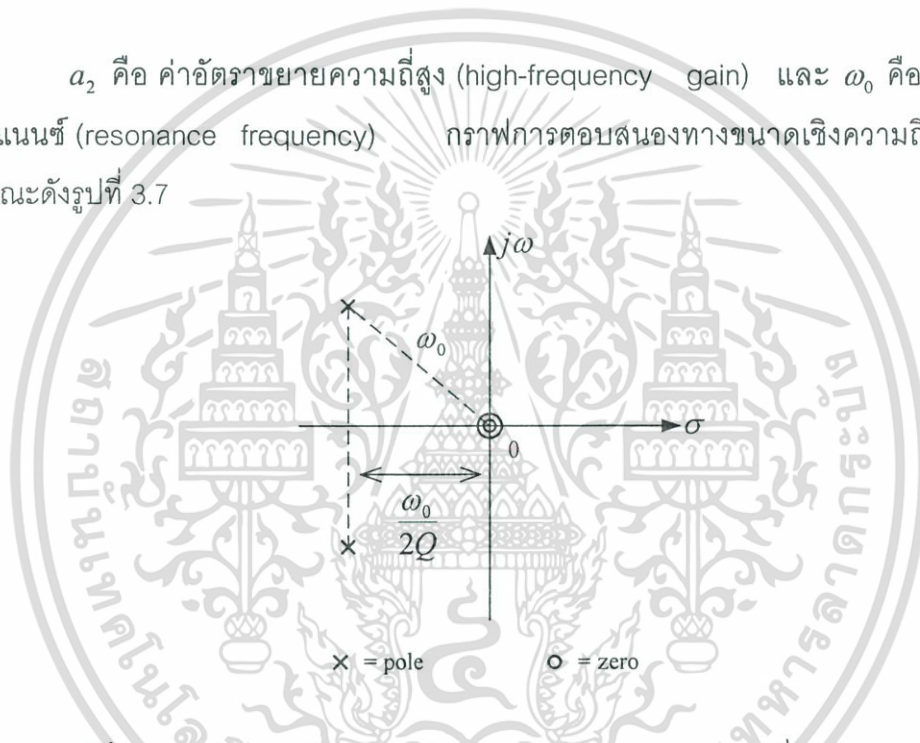 a₂ คือ ค่าอัตราขยายความถี่สูง (high-frequency gain) และ ω₀ คือ
แนนซ์ (resonance frequency) กราฟการตอบสนองทางขนาดเชิงความถี่
ณะดังรูปที่ 3.7
jω
ω₀
σ
0
ω₀
2Q
× = pole o = zero